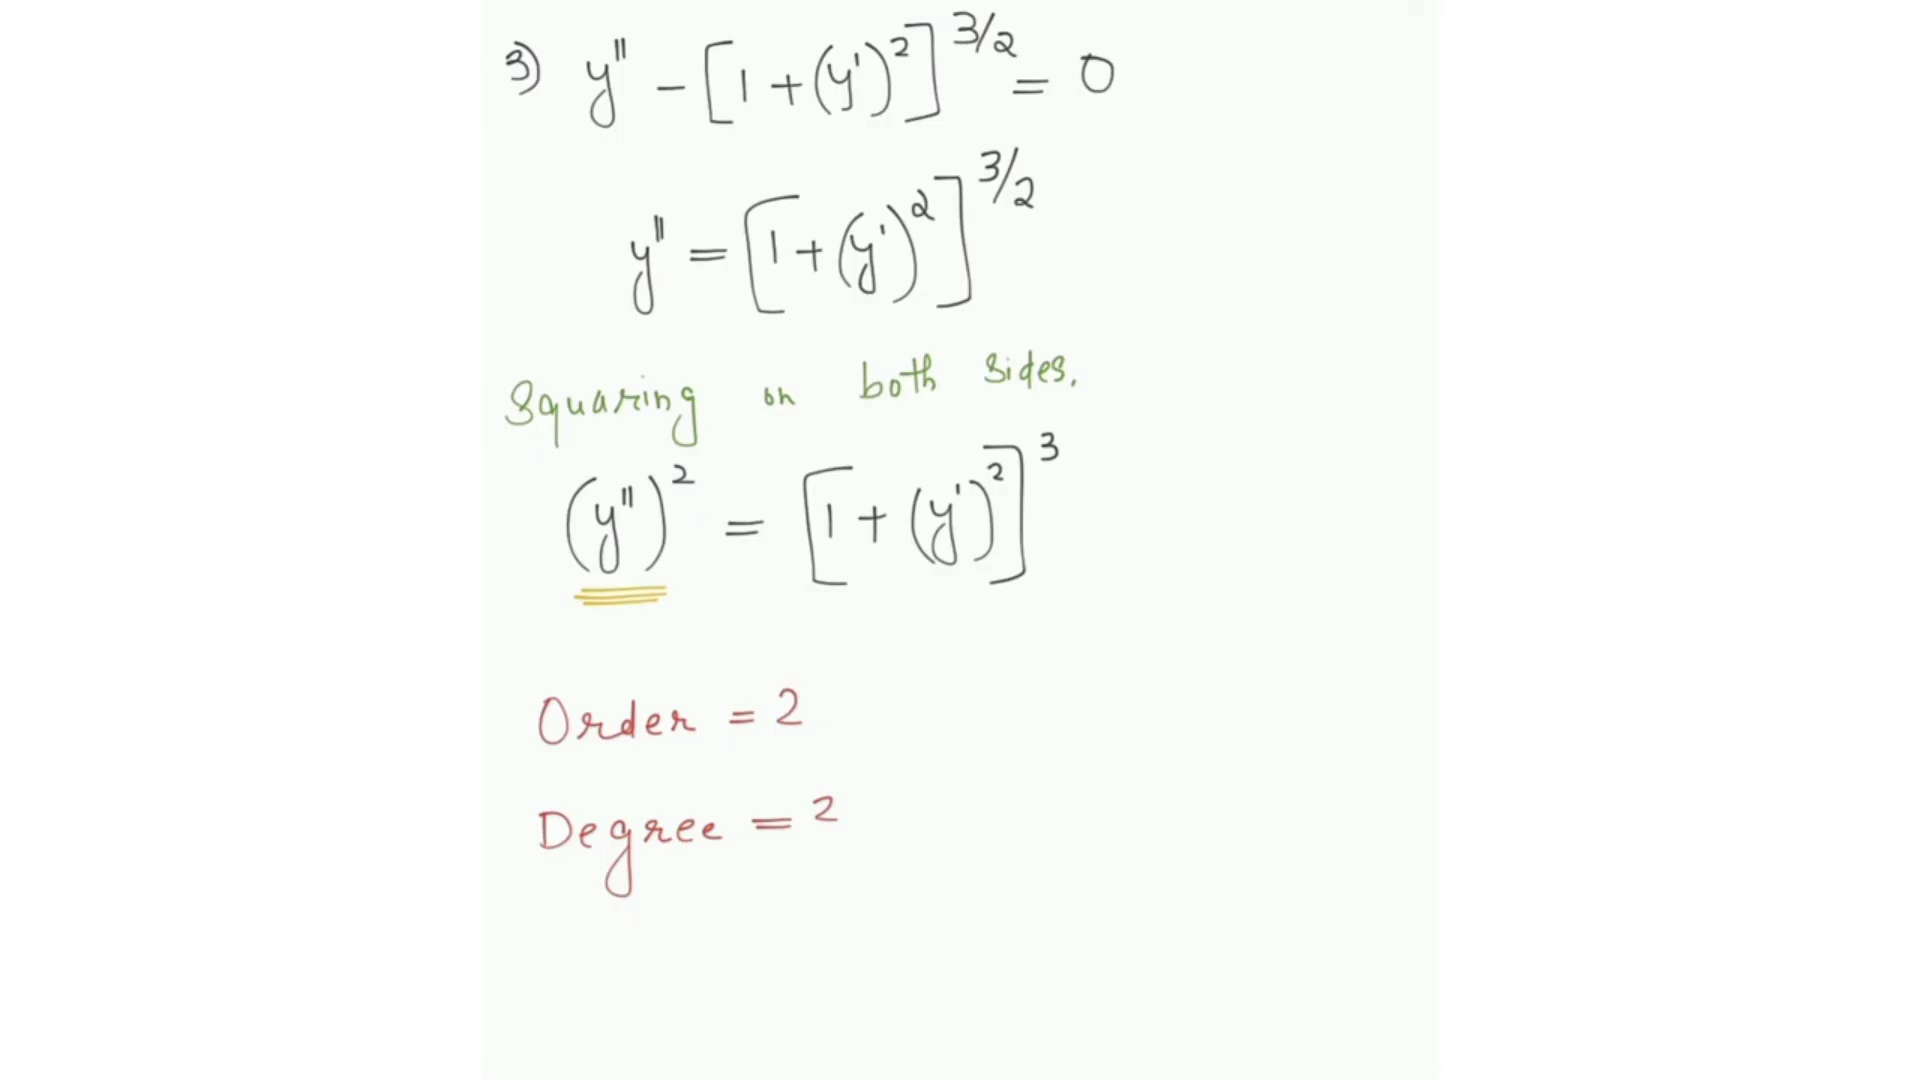 3) y'' - [1 + (y')²]^3/2 = 0
y'' = [1 + (y')²]^3/2
Squaring on both sides.
(y'')² = [1 + (y')²]³
Order = 2
Degree = 2